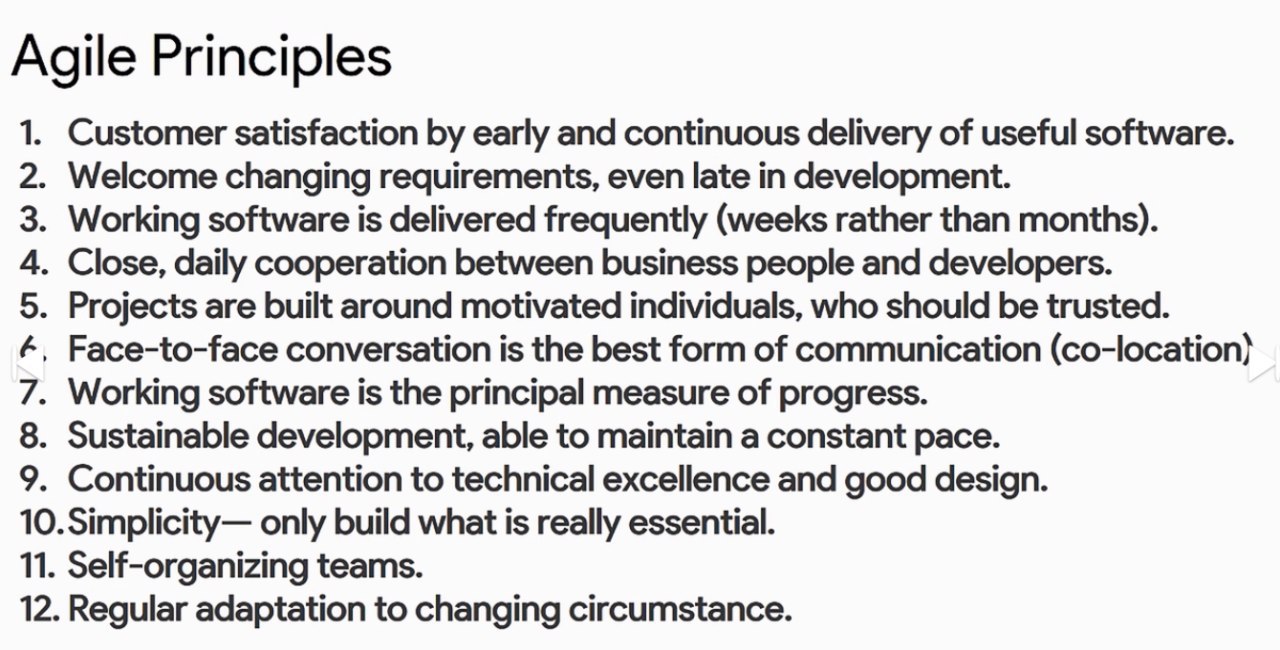 Agile Principles
1. Customer satisfaction by early and continuous delivery of useful software.
2. Welcome changing requirements, even late in development.
3. Working software is delivered frequently (weeks rather than months).
4. Close, daily cooperation between business people and developers.
5. Projects are built around motivated individuals, who should be trusted.
6. Face-to-face conversation is the best form of communication (co-location)
7. Working software is the principal measure of progress.
8. Sustainable development, able to maintain a constant pace.
9. Continuous attention to technical excellence and good design.
10. Simplicity— only build what is really essential.
11. Self-organizing teams.
12. Regular adaptation to changing circumstance.